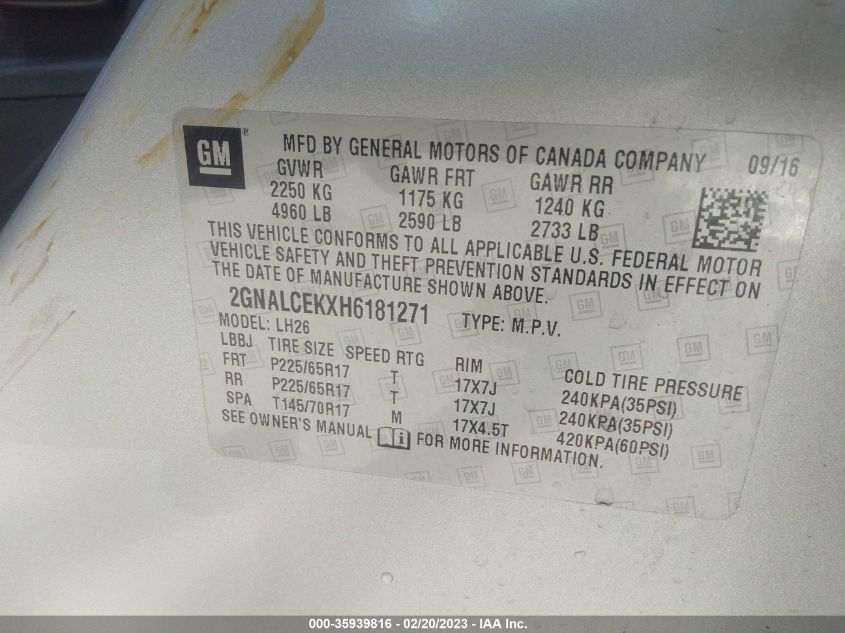 GM ® MFD BY GENERAL MOTORS OF CANADA COMPANY 09/16
GVWR GAWR FRT GAWR RR
2250 KG 1175 KG 1240 KG
4960 LB 2590 LB 2733 LB
THIS VEHICLE CONFORMS TO ALL APPLICABLE U.S. FEDERAL MOTOR
VEHICLE SAFETY AND THEFT PREVENTION STANDARDS IN EFFECT ON
THE DATE OF MANUFACTURE SHOWN ABOVE.
2GNALCEKXH6181271 TYPE: M.P.V.
MODEL: LH26
LBBJ TIRE SIZE SPEED RTG RIM COLD TIRE PRESSURE
FRT P225/65R17 T 17X7J 240KPA(35PSI)
RR P225/65R17 T 17X7J 240KPA(35PSI)
SPA T145/70R17 M 17X4.5T 420KPA(60PSI)
SEE OWNER'S MANUAL FOR MORE INFORMATION.
000-35939816 - 02/20/2023 - IAA Inc.